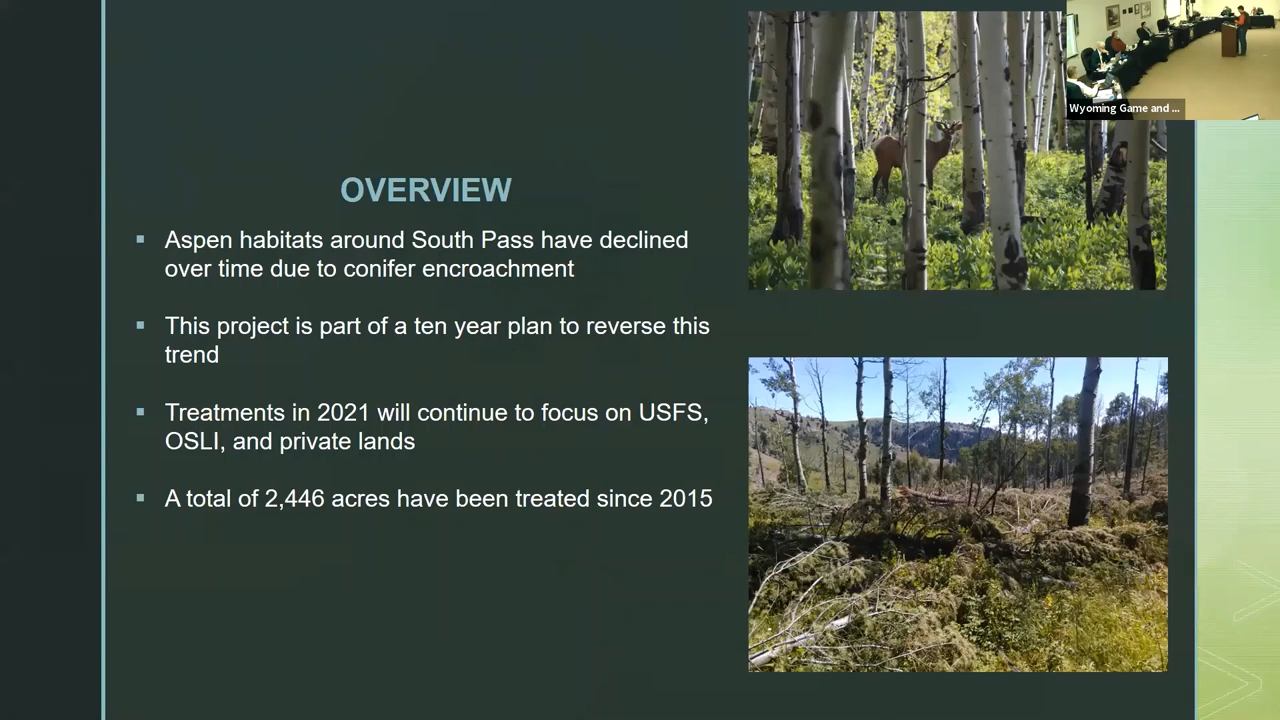 OVERVIEW
▪ Aspen habitats around South Pass have declined
over time due to conifer encroachment
▪ This project is part of a ten year plan to reverse this
trend
▪ Treatments in 2021 will continue to focus on USFS,
OSLI, and private lands
▪ A total of 2,446 acres have been treated since 2015
Wyoming Game and ...